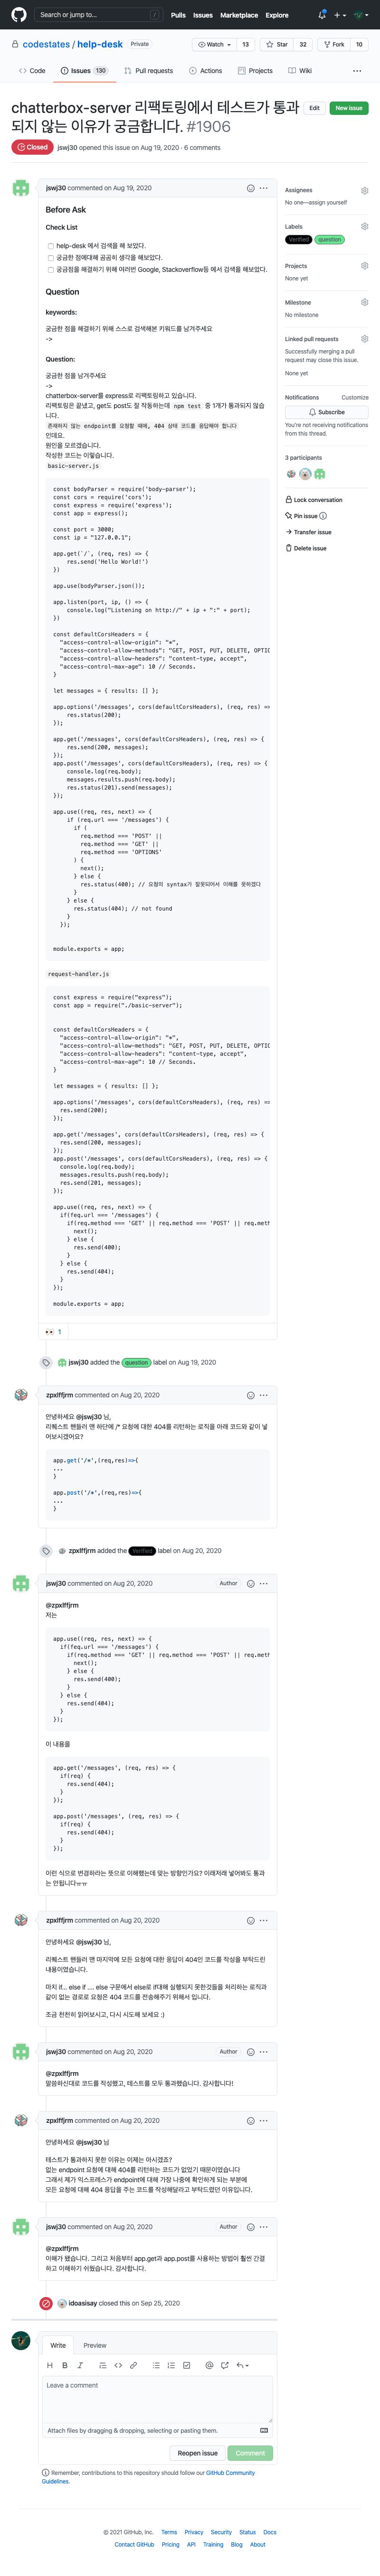 Search or jump to... /
Pulls Issues Marketplace Explore
codestates / help-desk Private
Watch 13 Star 32 Fork 10
Code Issues 130 Pull requests Actions Projects Wiki
chatterbox-server 리팩토링에서 테스트가 통과
되지 않는 이유가 궁금합니다. #1906
Edit New issue
Closed jswj30 opened this issue on Aug 19, 2020 · 6 comments
jswj30 commented on Aug 19, 2020
Before Ask
Check List
help-desk 에서 검색을 해 보았다.
궁금한 점에대해 곰곰히 생각을 해보았다.
궁금점을 해결하기 위해 여러번 Google, Stackoverflow등 에서 검색을 해보았다.
Question
keywords:
궁금한 점을 해결하기 위해 스스로 검색해본 키워드를 남겨주세요
->
Question:
궁금한 점을 남겨주세요
->
chatterbox-server를 express로 리팩토링하고 있습니다.
리팩토링은 끝냈고, get도 post도 잘 작동하는데 npm test 중 1개가 통과되지 않습
니다.
존재하지 않는 endpoint를 요청할 때에, 404 상태 코드를 응답해야 합니다
인데요.
원인을 모르겠습니다.
작성한 코드는 이렇습니다.
basic-server.js
const bodyParser = require('body-parser');
const cors = require('cors');
const express = require('express');
const app = express();
const port = 3000;
const ip = "127.0.0.1";
app.get(`/`, (req, res) => {
res.send('Hello World!')
})
app.use(bodyParser.json());
app.listen(port, ip, () => {
console.log("Listening on http://" + ip + ":" + port);
})
const defaultCorsHeaders = {
"access-control-allow-origin": "*",
"access-control-allow-methods": "GET, POST, PUT, DELETE, OPTIO
"access-control-allow-headers": "content-type, accept",
"access-control-max-age": 10 // Seconds.
}
let messages = { results: [] };
app.options('/messages', cors(defaultCorsHeaders), (req, res) =>
res.status(200);
});
app.get('/messages', cors(defaultCorsHeaders), (req, res) => {
res.send(200, messages);
});
app.post('/messages', cors(defaultCorsHeaders), (req, res) => {
console.log(req.body);
messages.results.push(req.body);
res.status(201).send(messages);
});
app.use((req, res, next) => {
if (req.url === '/messages') {
if (
req.method === 'POST' ||
req.method === 'GET' ||
req.method === 'OPTIONS'
) {
next();
} else {
res.status(400); // 요청의 syntax가 잘못되어서 이해를 못하겠다
}
} else {
res.status(404); // not found
}
});
module.exports = app;
request-handler.js
const express = require("express");
const app = require("./basic-server");
const defaultCorsHeaders = {
"access-control-allow-origin": "*",
"access-control-allow-methods": "GET, POST, PUT, DELETE, OPTIO
"access-control-allow-headers": "content-type, accept",
"access-control-max-age": 10 // Seconds.
}
let messages = { results: [] };
app.options('/messages', cors(defaultCorsHeaders), (req, res) =>
res.send(200);
});
app.get('/messages', cors(defaultCorsHeaders), (req, res) => {
res.send(200, messages);
});
app.post('/messages', cors(defaultCorsHeaders), (req, res) => {
console.log(req.body);
messages.results.push(req.body);
res.send(201, messages);
});
app.use((req, res, next) => {
if(feq.url === '/messages') {
if(req.method === 'GET' || req.method === 'POST' || req.meth
next();
} else {
res.send(400);
}
} else {
res.send(404);
}
});
module.exports = app;
1
jswj30 added the question label on Aug 19, 2020
zpxlffjrm commented on Aug 20, 2020
안녕하세요 @jswj30 님,
리퀘스트 핸들러 맨 하단에 /* 요청에 대한 404를 리턴하는 로직을 아래 코드와 같이 넣
어보시겠어요?
app.get('/*',(req,res)=>{
...
}
app.post('/*',(req,res)=>{
...
}
zpxlffjrm added the Verified label on Aug 20, 2020
jswj30 commented on Aug 20, 2020 Author
@zpxlffjrm
저는
app.use((req, res, next) => {
if(feq.url === '/messages') {
if(req.method === 'GET' || req.method === 'POST' || req.meth
next();
} else {
res.send(400);
}
} else {
res.send(404);
}
});
이 내용을
app.get('/messages', (req, res) => {
if(req) {
res.send(404);
}
});
app.post('/messages', (req, res) => {
if(req) {
res.send(404);
}
});
이런 식으로 변경하라는 뜻으로 이해했는데 맞는 방향인가요? 이래저래 넣어봐도 통과
는 안됩니다ㅠㅠ
zpxlffjrm commented on Aug 20, 2020
안녕하세요 @jswj30 님,
리퀘스트 핸들러 맨 마지막에 모든 요청에 대한 응답이 404인 코드를 작성을 부탁드린
내용이었습니다.
마치 if... else if .... else 구문에서 else로 if대해 실행되지 못한것들을 처리하는 로직과
같이 없는 경로로 요청은 404 코드를 전송해주기 위해서 입니다.
조금 천천히 읽어보시고, 다시 시도해 보세요 :)
jswj30 commented on Aug 20, 2020 Author
@zpxlffjrm
말씀하신대로 코드를 작성했고, 테스트를 모두 통과했습니다. 감사합니다!
zpxlffjrm commented on Aug 20, 2020
안녕하세요 @jswj30 님
테스트가 통과하지 못한 이유는 이제는 아시겠죠?
없는 endpoint 요청에 대해 404를 리턴하는 코드가 없었기 때문이였습니다
그래서 제가 익스프레스가 endpoint에 대해 가장 나중에 확인하게 되는 부분에
모든 요청에 대해 404 응답을 주는 코드를 작성해달라고 부탁드렸던 이유입니다.
jswj30 commented on Aug 20, 2020 Author
@zpxlffjrm
이해가 됐습니다. 그리고 처음부터 app.get과 app.post를 사용하는 방법이 훨씬 간결
하고 이해하기 쉬웠습니다. 감사합니다.
idoasisay closed this on Sep 25, 2020
Write Preview
Leave a comment
Attach files by dragging & dropping, selecting or pasting them.
Reopen issue Comment
Remember, contributions to this repository should follow our GitHub Community
Guidelines.
Assignees
No one—assign yourself
Labels
Verified question
Projects
None yet
Milestone
No milestone
Linked pull requests
Successfully merging a pull
request may close this issue.
None yet
Notifications Customize
Subscribe
You're not receiving notifications
from this thread.
3 participants
Lock conversation
Pin issue
Transfer issue
Delete issue
© 2021 GitHub, Inc. Terms Privacy Security Status Docs
Contact GitHub Pricing API Training Blog About